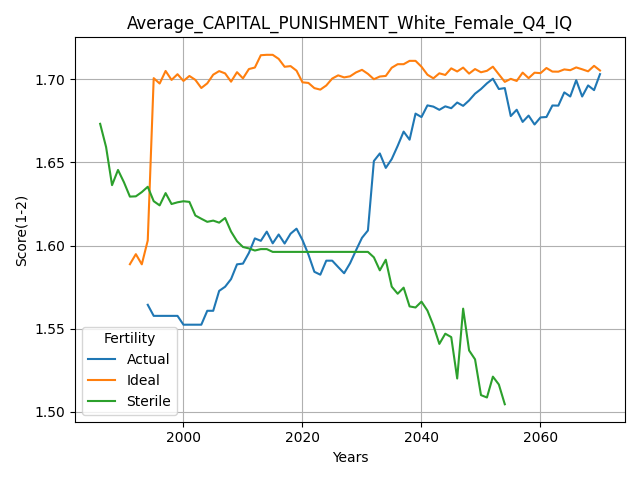 Average_CAPITAL_PUNISHMENT_White_Female_Q4_IQ
Score(1-2)
1.70
1.65
1.60
1.55
1.50
Fertility
Actual
Ideal
Sterile
2000
2020
2040
2060
Years